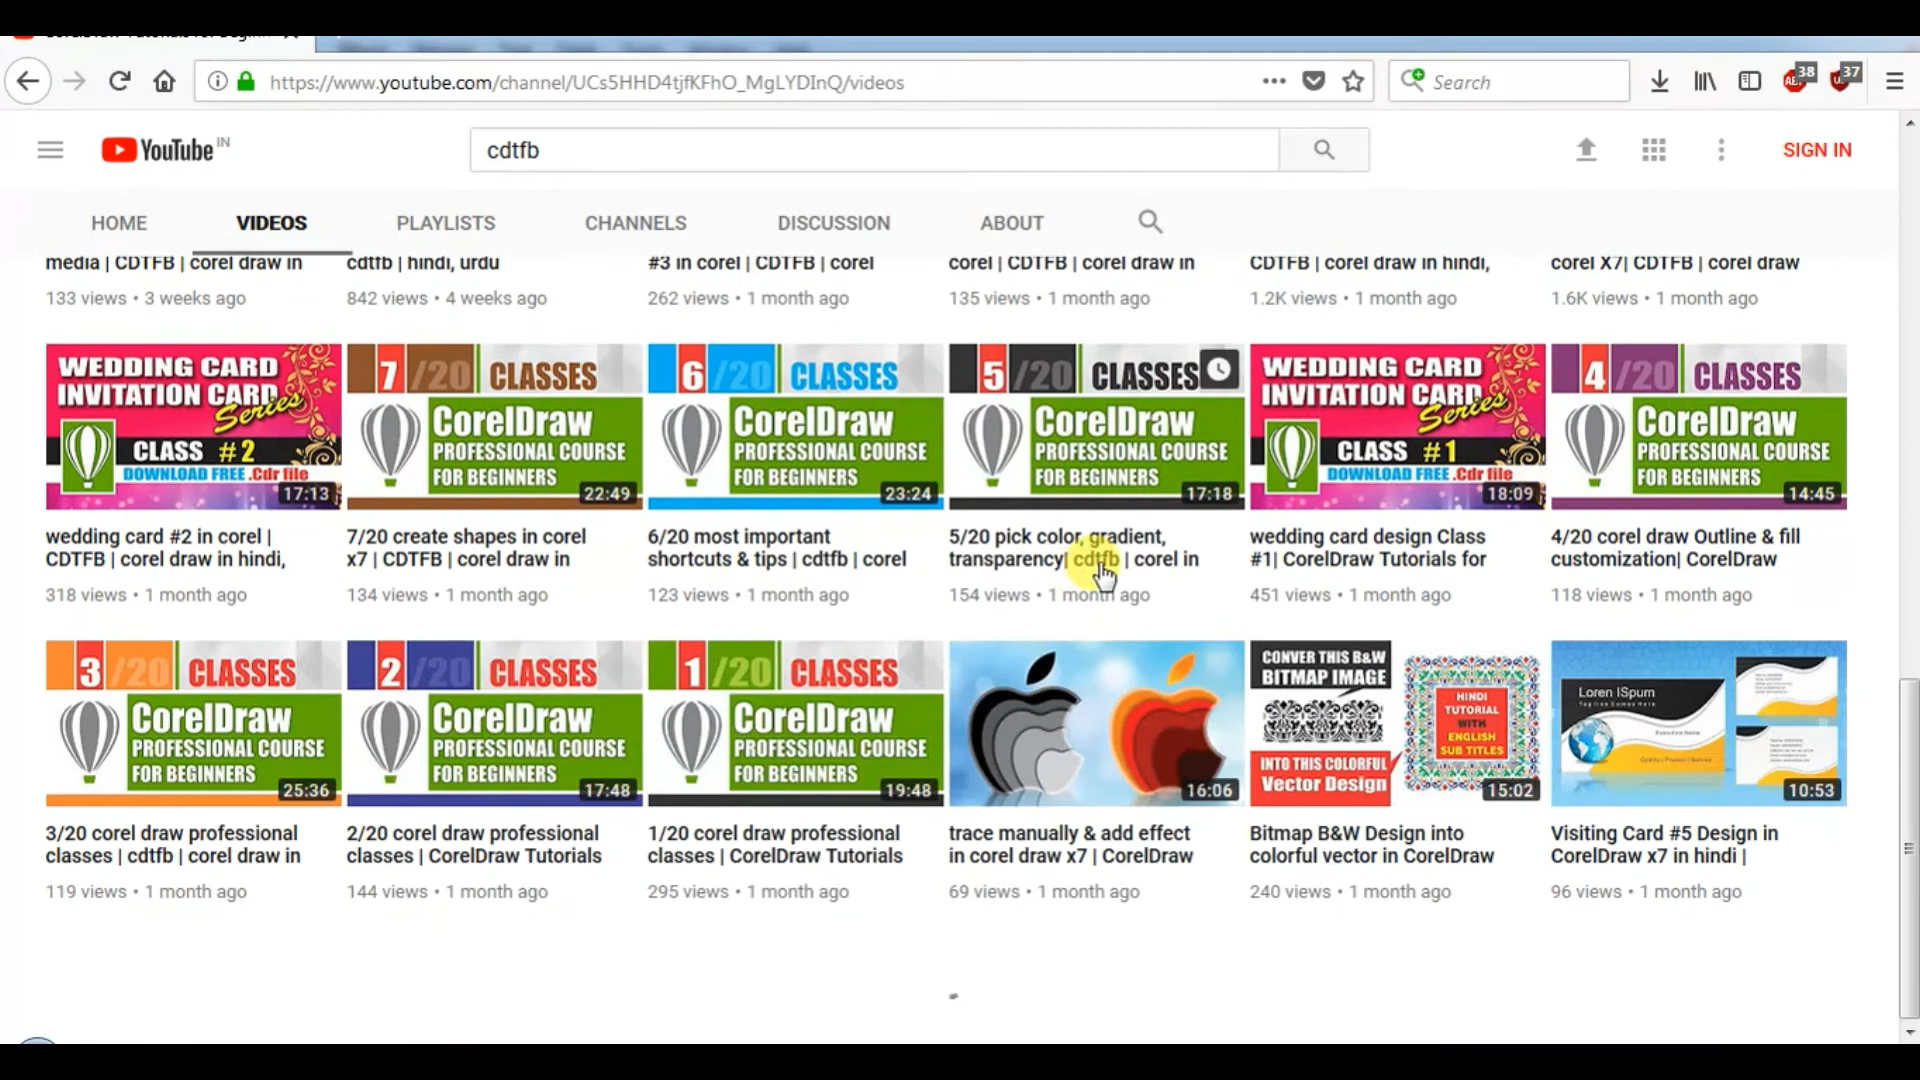 https://www.youtube.com/channel/UCs5HHD4tjfKFhO_MgLYDInQ/videos
Search
38
37
YouTube IN
cdtfb
SIGN IN
HOME
VIDEOS
PLAYLISTS
CHANNELS
DISCUSSION
ABOUT
media | CDTFB | corel draw in
133 views • 3 weeks ago
cdtfb | hindi, urdu
842 views • 4 weeks ago
#3 in corel | CDTFB | corel
262 views • 1 month ago
corel | CDTFB | corel draw in
135 views • 1 month ago
CDTFB | corel draw in hindi,
1.2K views • 1 month ago
corel X7| CDTFB | corel draw
1.6K views • 1 month ago
WEDDING CARD
INVITATION CARD
Series
CLASS #2
DOWNLOAD FREE .Cdr file
17:13
wedding card #2 in corel |
CDTFB | corel draw in hindi,
318 views • 1 month ago
7/20 CLASSES
CorelDraw
PROFESSIONAL COURSE
FOR BEGINNERS
22:49
7/20 create shapes in corel
x7 | CDTFB | corel draw in
134 views • 1 month ago
6/20 CLASSES
CorelDraw
PROFESSIONAL COURSE
FOR BEGINNERS
23:24
6/20 most important
shortcuts & tips | cdtfb | corel
123 views • 1 month ago
5/20 CLASSES
CorelDraw
PROFESSIONAL COURSE
FOR BEGINNERS
17:18
5/20 pick color, gradient,
transparency| cdtfb | corel in
154 views • 1 month ago
WEDDING CARD
INVITATION CARD
Series
CLASS #1
DOWNLOAD FREE .Cdr file
18:09
wedding card design Class
#1| CorelDraw Tutorials for
451 views • 1 month ago
4/20 CLASSES
CorelDraw
PROFESSIONAL COURSE
FOR BEGINNERS
14:45
4/20 corel draw Outline & fill
customization| CorelDraw
118 views • 1 month ago
3/20 CLASSES
CorelDraw
PROFESSIONAL COURSE
FOR BEGINNERS
25:36
3/20 corel draw professional
classes | cdtfb | corel draw in
119 views • 1 month ago
2/20 CLASSES
CorelDraw
PROFESSIONAL COURSE
FOR BEGINNERS
17:48
2/20 corel draw professional
classes | CorelDraw Tutorials
144 views • 1 month ago
1/20 CLASSES
CorelDraw
PROFESSIONAL COURSE
FOR BEGINNERS
19:48
1/20 corel draw professional
classes | CorelDraw Tutorials
295 views • 1 month ago
16:06
trace manually & add effect
in corel draw x7 | CorelDraw
69 views • 1 month ago
CONVER THIS B&W
BITMAP IMAGE
INTO THIS COLORFUL
Vector Design
HINDI
TUTORIAL
WITH
ENGLISH
SUB TITLES
15:02
Bitmap B&W Design into
colorful vector in CorelDraw
240 views • 1 month ago
Loren ISpum
Tag line Comes Here
10:53
Visiting Card #5 Design in
CorelDraw x7 in hindi |
96 views • 1 month ago